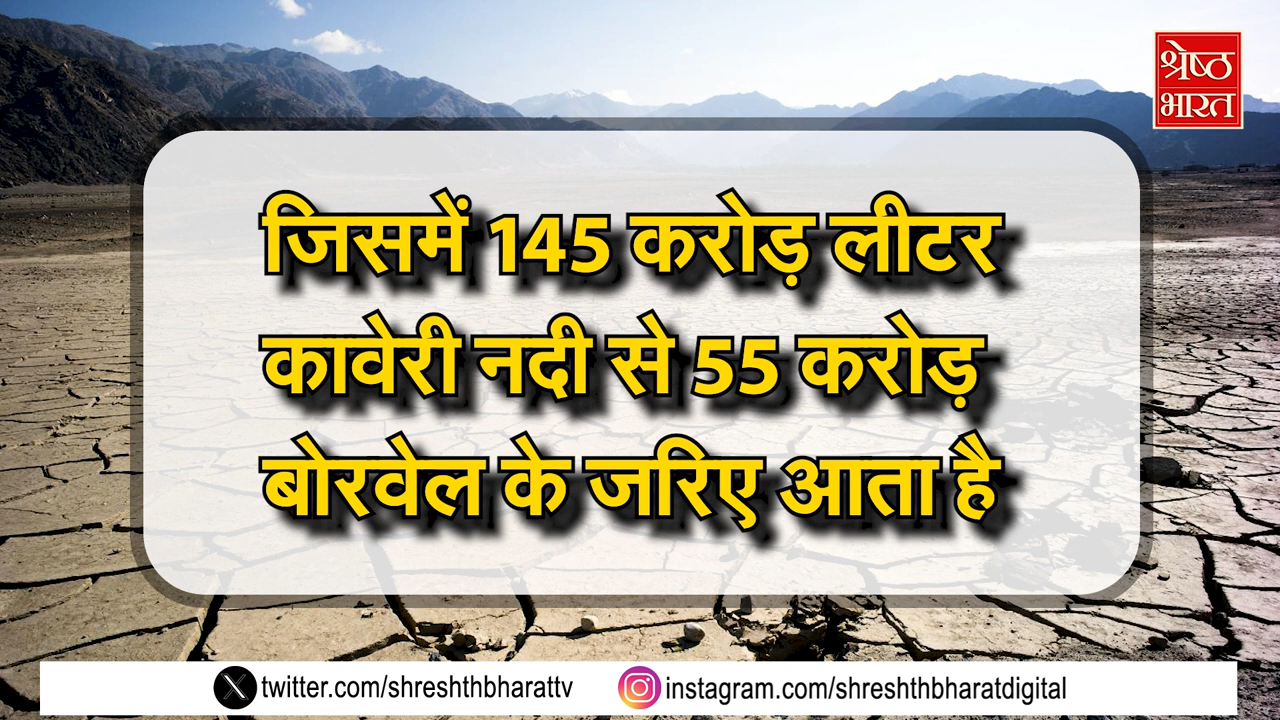 श्रेष्ठ
भारत
जिसमें 145 करोड़ लीटर
कावेरी नदी से 55 करोड़
बोरवेल के जरिए आता है
twitter.com/shreshthbharattv
instagram.com/shreshthbharatdigital